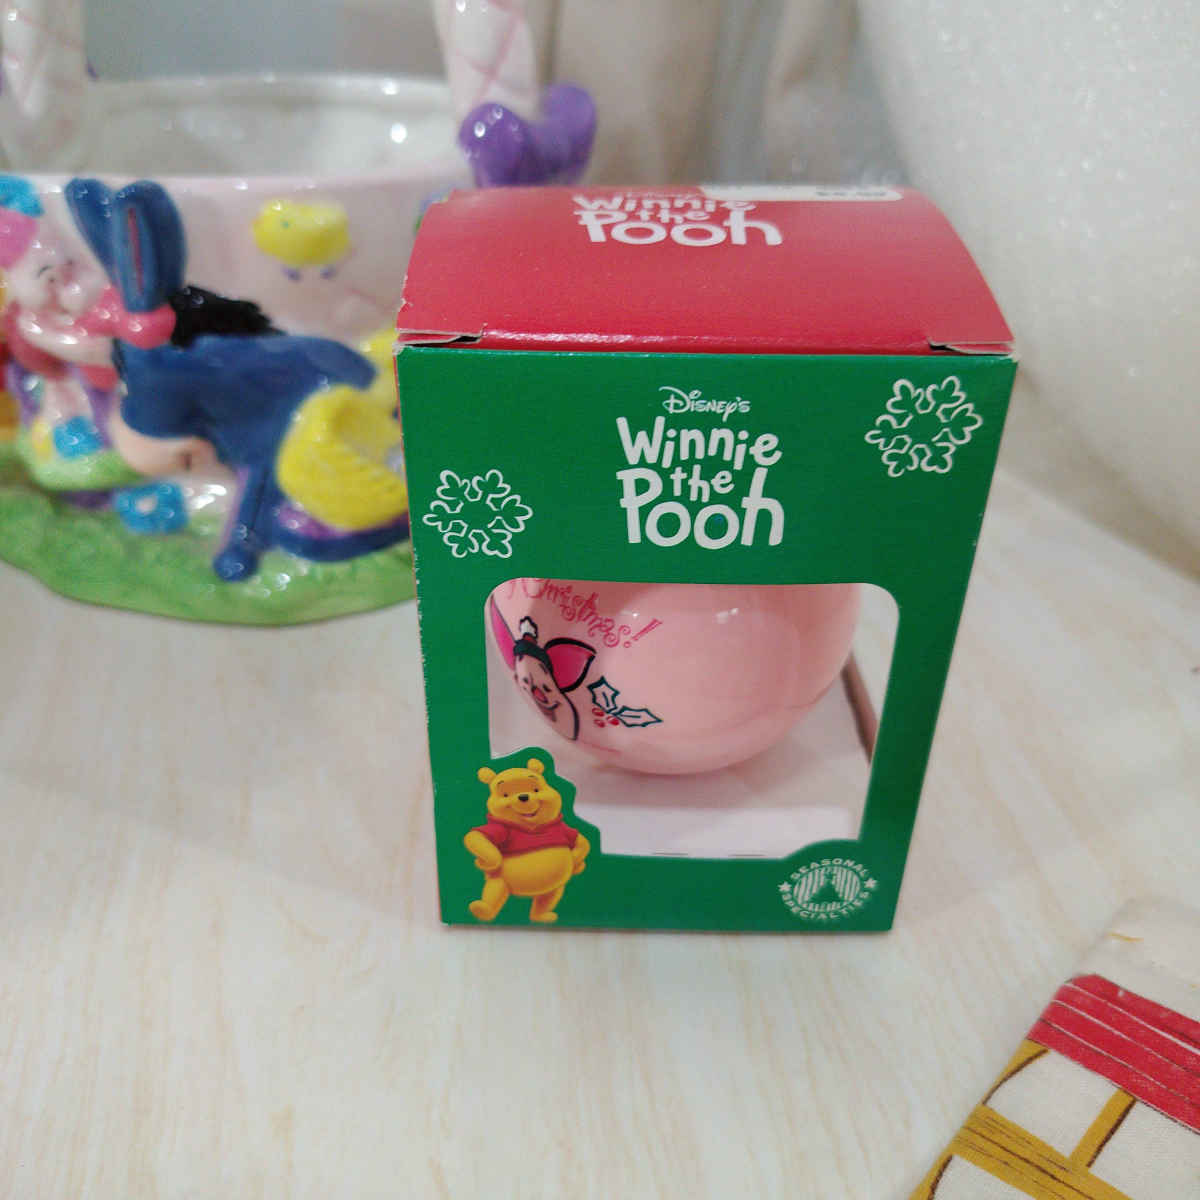 Winnie
the
Pooh
DISNEY'S
Winnie
the
Pooh
Christmas!
SEASONAL
SPECIALTIES